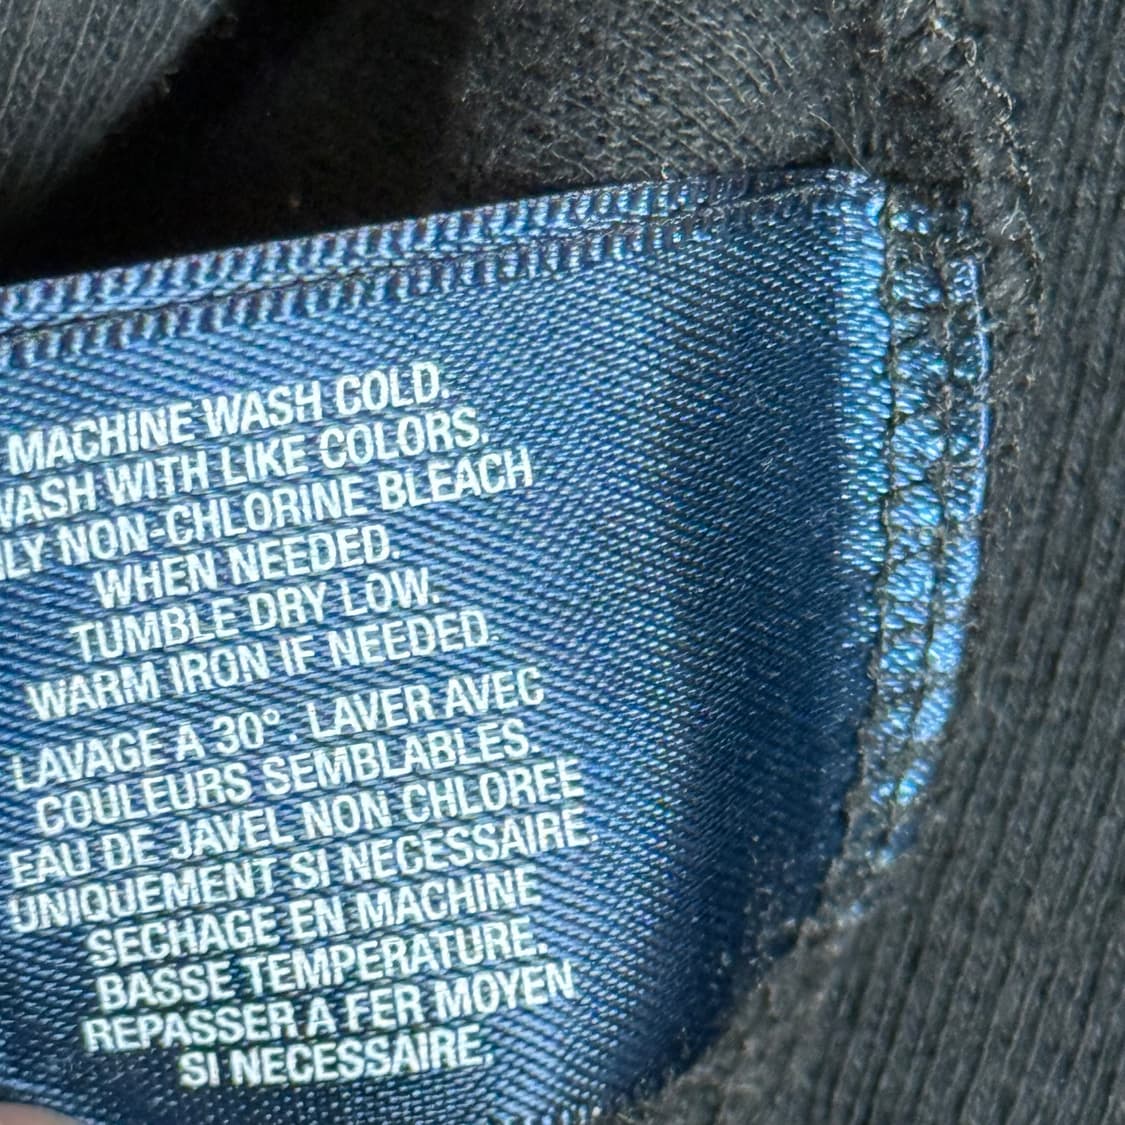 MACHINE WASH COLD.
WASH WITH LIKE COLORS.
NLY NON-CHLORINE BLEACH
WHEN NEEDED.
TUMBLE DRY LOW.
WARM IRON IF NEEDED.
LAVAGE A 30°. LAVER AVEC
COULEURS SEMBLABLES.
EAU DE JAVEL NON CHLOREE
UNIQUEMENT SI NECESSAIRE.
SECHAGE EN MACHINE
BASSE TEMPERATURE.
REPASSER A FER MOYEN
SI NECESSAIRE.